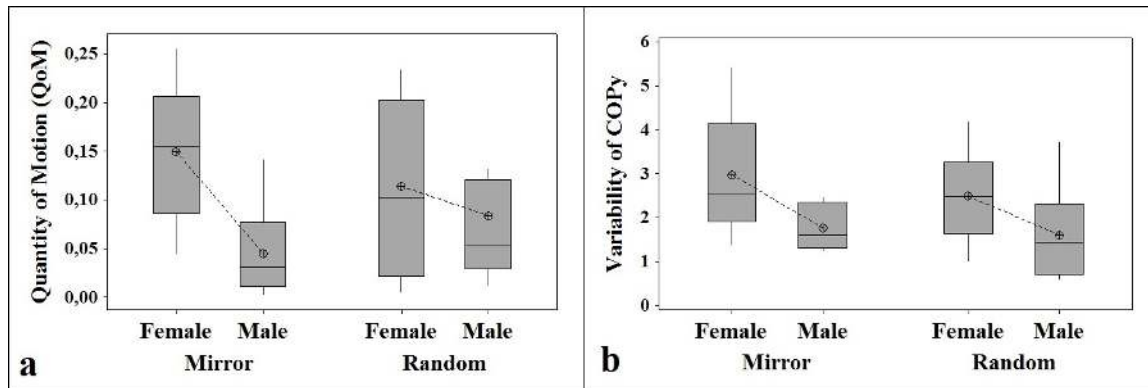 Quantity of Motion (QoM)
0,25
0,20
0,15
0,10
0,05
0,00
Female Male Female Male
Mirror Random
a
Variability of COPy
6
5
4
3
2
1
0
Female Male Female Male
Mirror Random
b